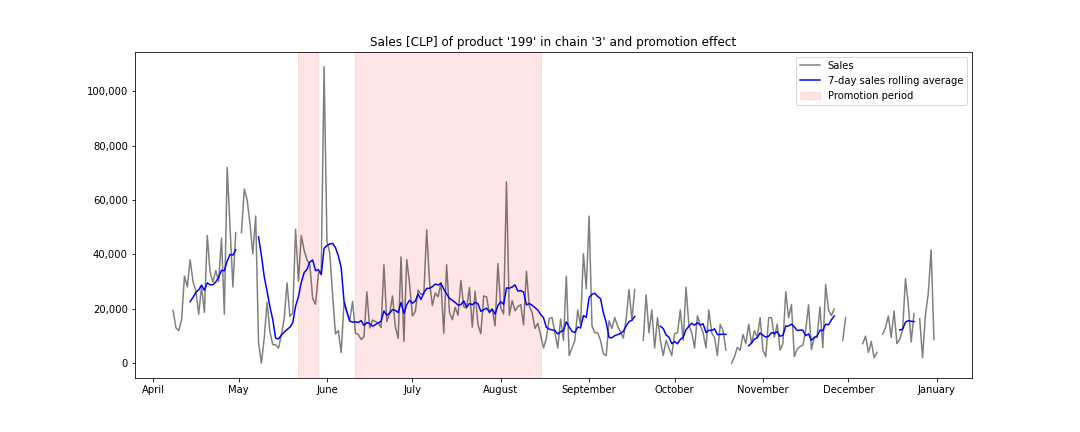 Sales [CLP] of product '199' in chain '3' and promotion effect
Sales
7-day sales rolling average
Promotion period
100,000
80,000
60,000
40,000
20,000
0
April May June July August September October November December January